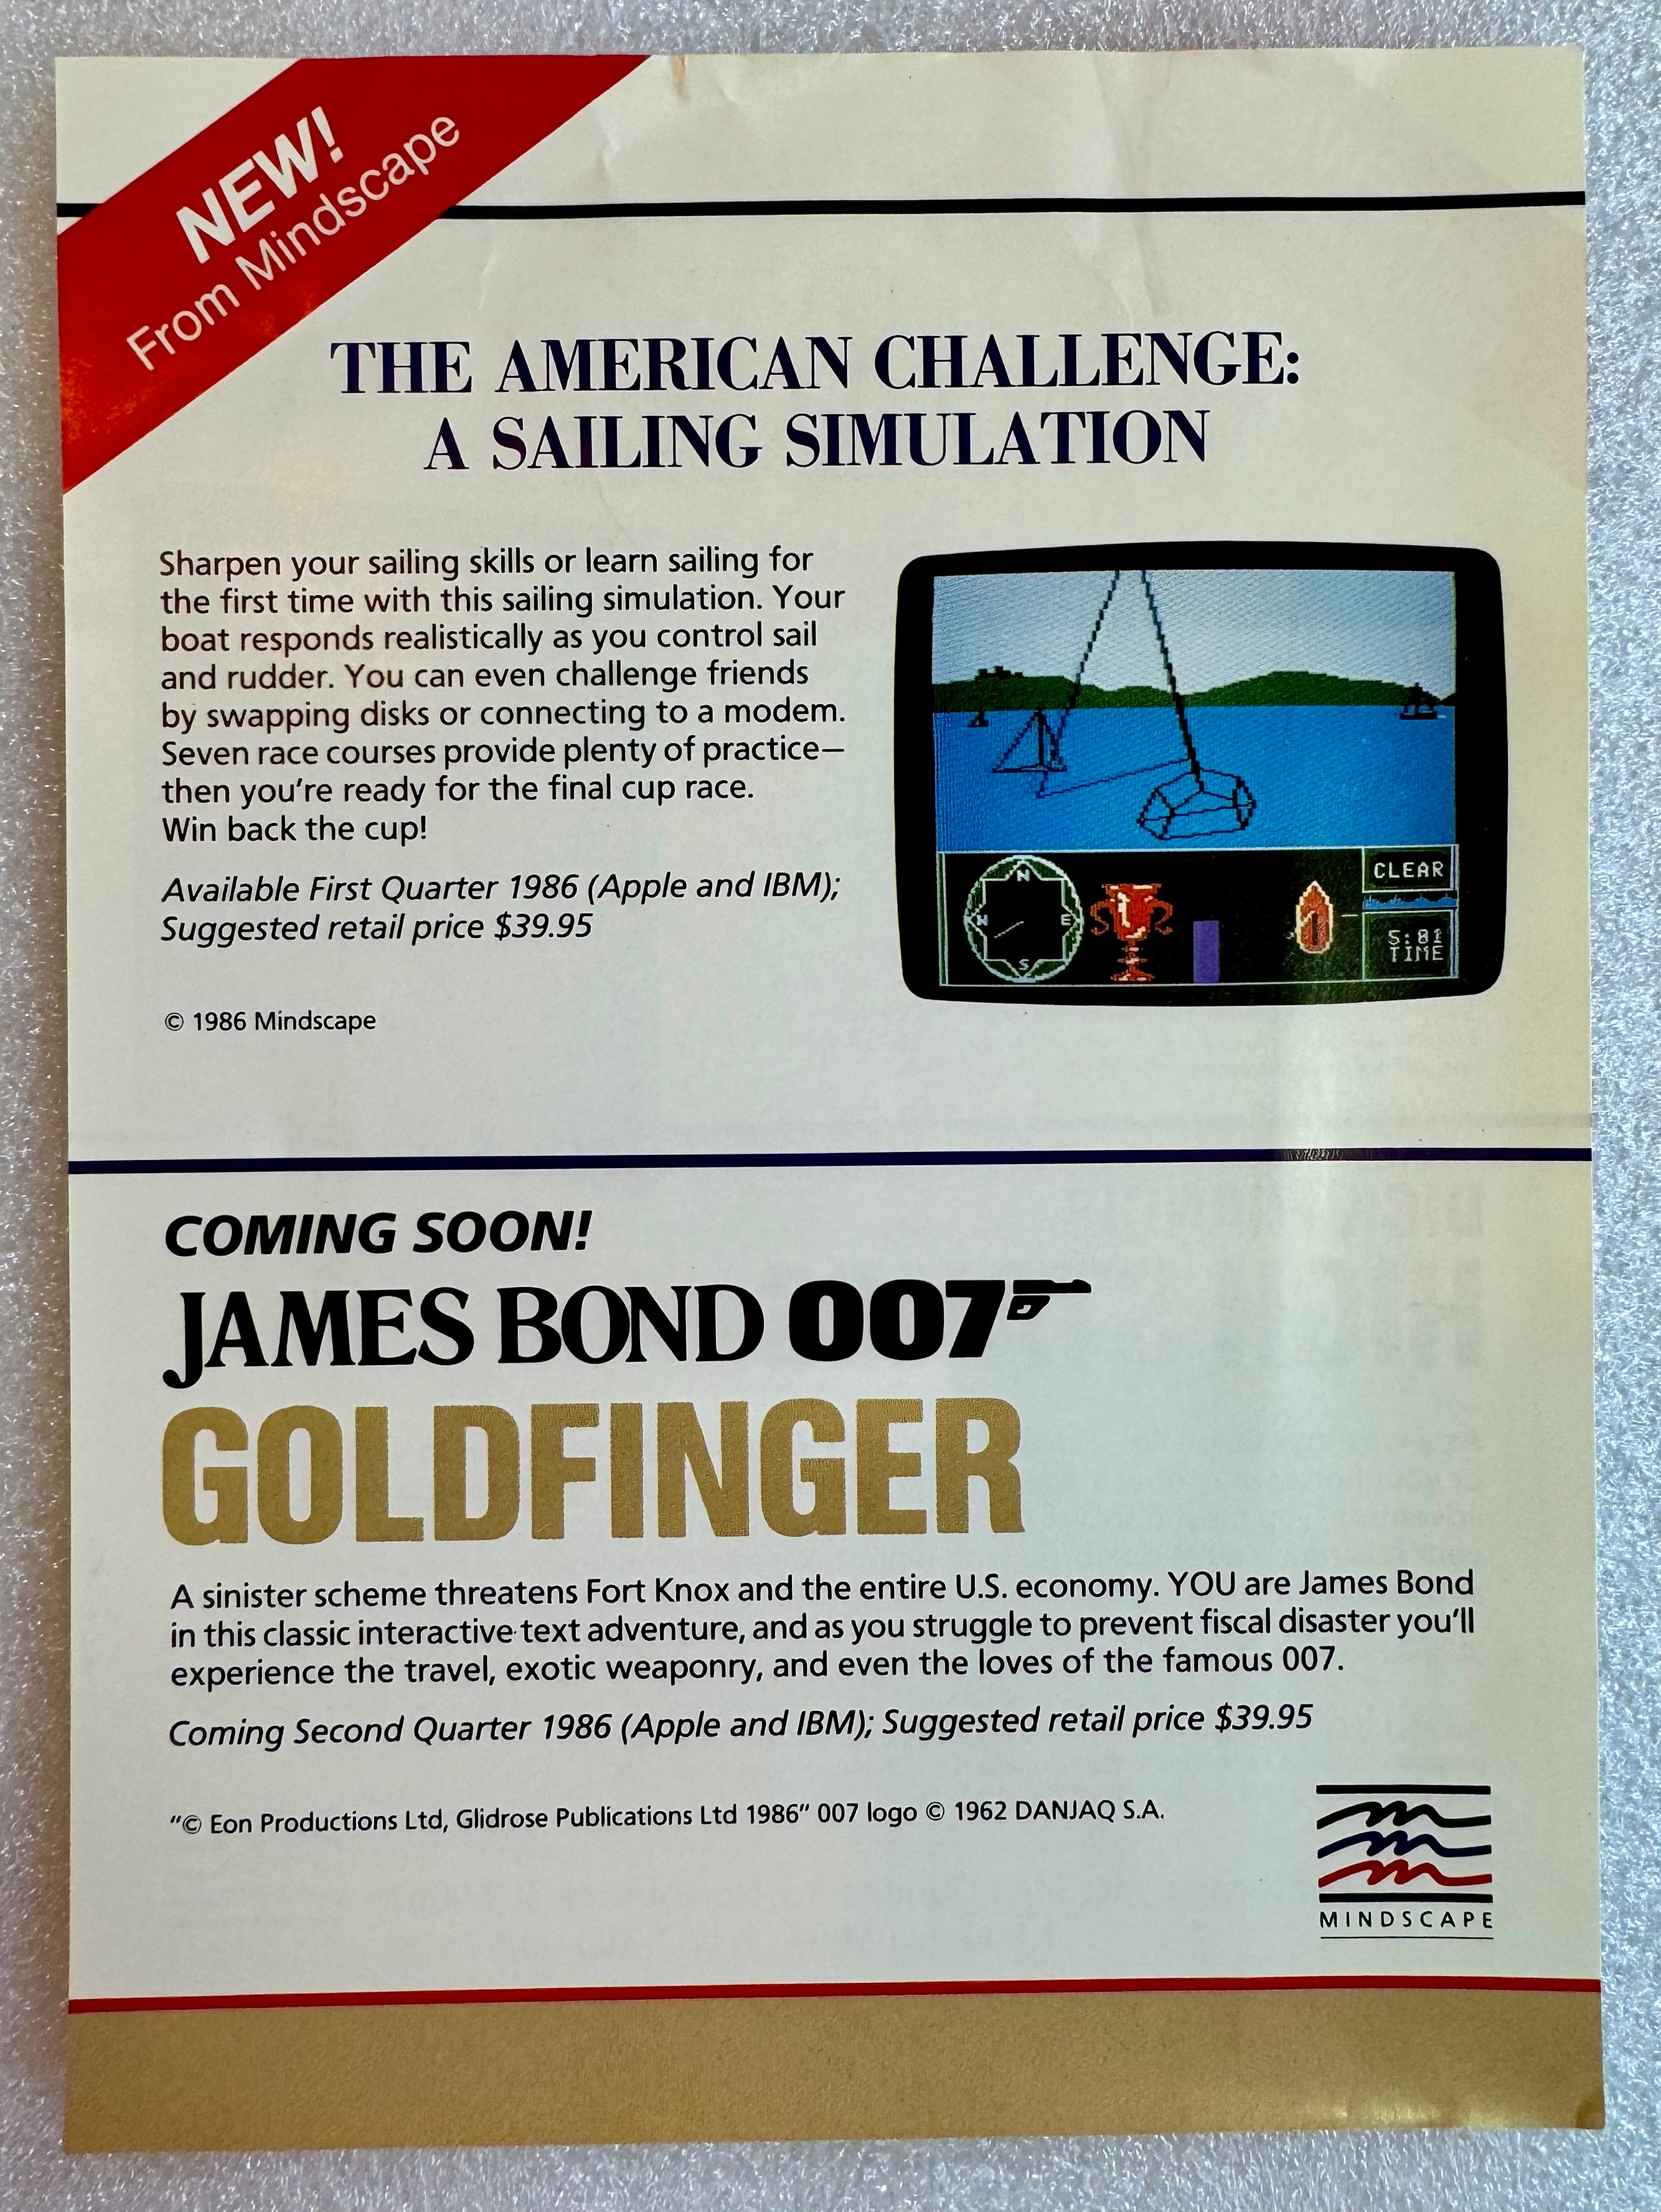 NEW!
From Mindscape
THE AMERICAN CHALLENGE:
A SAILING SIMULATION
Sharpen your sailing skills or learn sailing for
the first time with this sailing simulation. Your
boat responds realistically as you control sail
and rudder. You can even challenge friends
by swapping disks or connecting to a modem.
Seven race courses provide plenty of practice—
then you're ready for the final cup race.
Win back the cup!
Available First Quarter 1986 (Apple and IBM);
Suggested retail price $39.95
© 1986 Mindscape
N
W
E
S
CLEAR
5:81
TIME
COMING SOON!
JAMES BOND 007
GOLDFINGER
A sinister scheme threatens Fort Knox and the entire U.S. economy. YOU are James Bond
in this classic interactive text adventure, and as you struggle to prevent fiscal disaster you'll
experience the travel, exotic weaponry, and even the loves of the famous 007.
Coming Second Quarter 1986 (Apple and IBM); Suggested retail price $39.95
"© Eon Productions Ltd, Glidrose Publications Ltd 1986" 007 logo © 1962 DANJAQ S.A.
MINDSCAPE